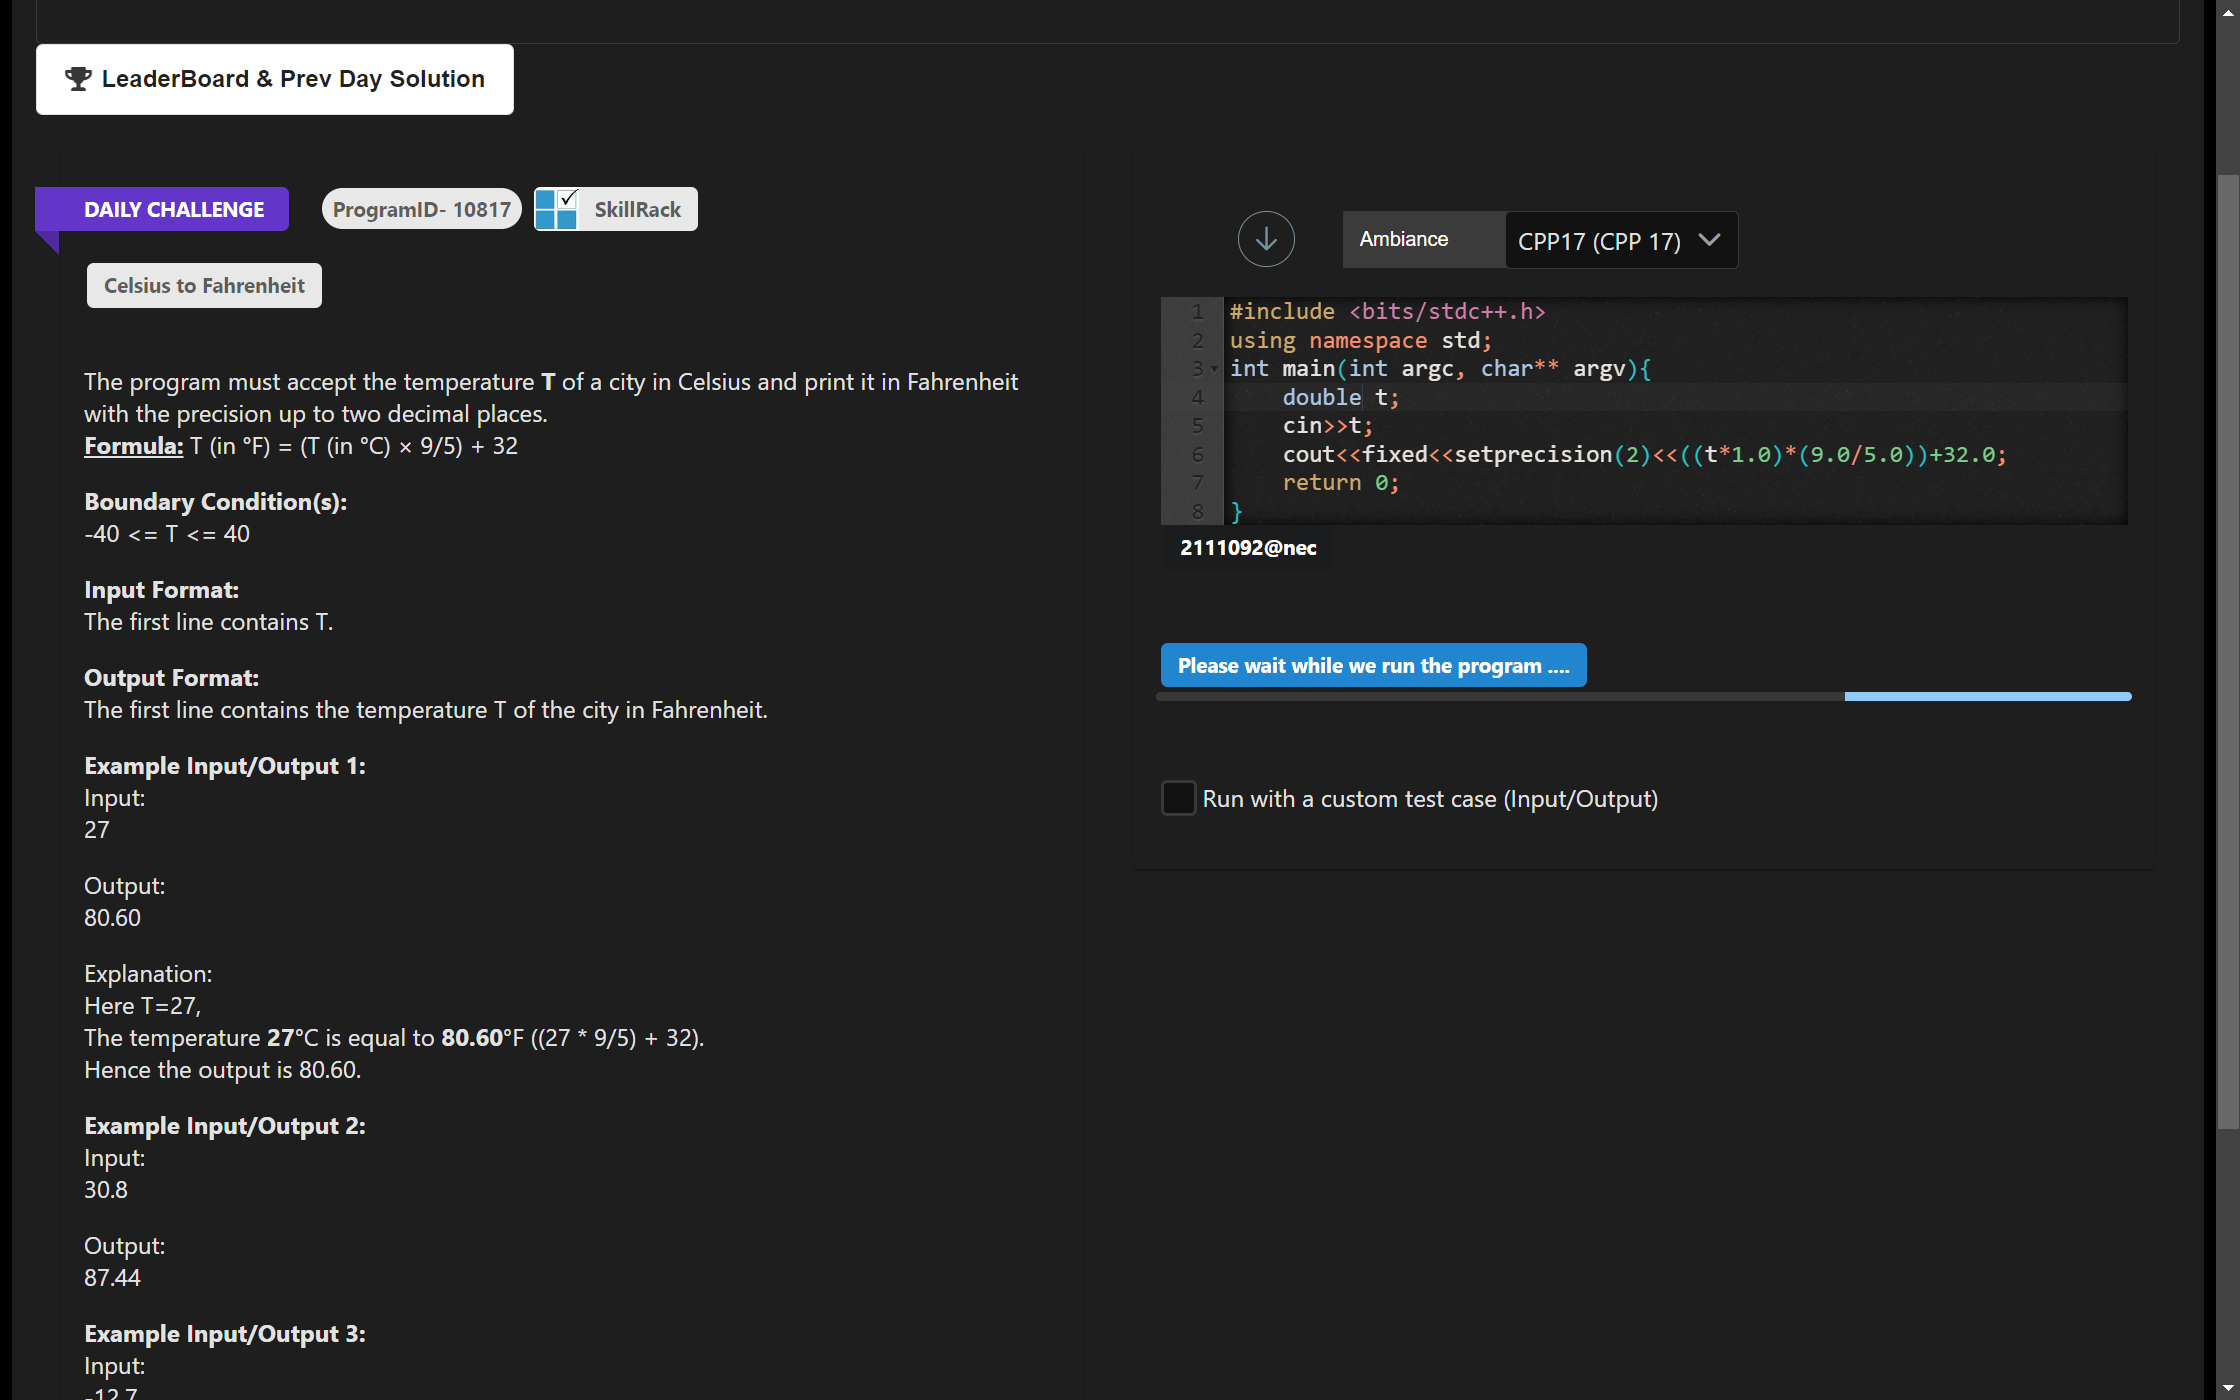 LeaderBoard & Prev Day Solution
DAILY CHALLENGE
ProgramID- 10817
SkillRack
Celsius to Fahrenheit
The program must accept the temperature T of a city in Celsius and print it in Fahrenheit
with the precision up to two decimal places.
Formula: T (in °F) = (T (in °C) × 9/5) + 32
Boundary Condition(s):
-40 <= T <= 40
Input Format:
The first line contains T.
Output Format:
The first line contains the temperature T of the city in Fahrenheit.
Example Input/Output 1:
Input:
27
Output:
80.60
Explanation:
Here T=27,
The temperature 27°C is equal to 80.60°F ((27 * 9/5) + 32).
Hence the output is 80.60.
Example Input/Output 2:
Input:
30.8
Output:
87.44
Example Input/Output 3:
Input:
-12.7
Ambiance
CPP17 (CPP 17)
1 #include <bits/stdc++.h>
2 using namespace std;
3 int main(int argc, char** argv){
4 double t;
5 cin>>t;
6 cout<<fixed<<setprecision(2)<<((t*1.0)*(9.0/5.0))+32.0;
7 return 0;
8 }
2111092@nec
Please wait while we run the program ....
Run with a custom test case (Input/Output)